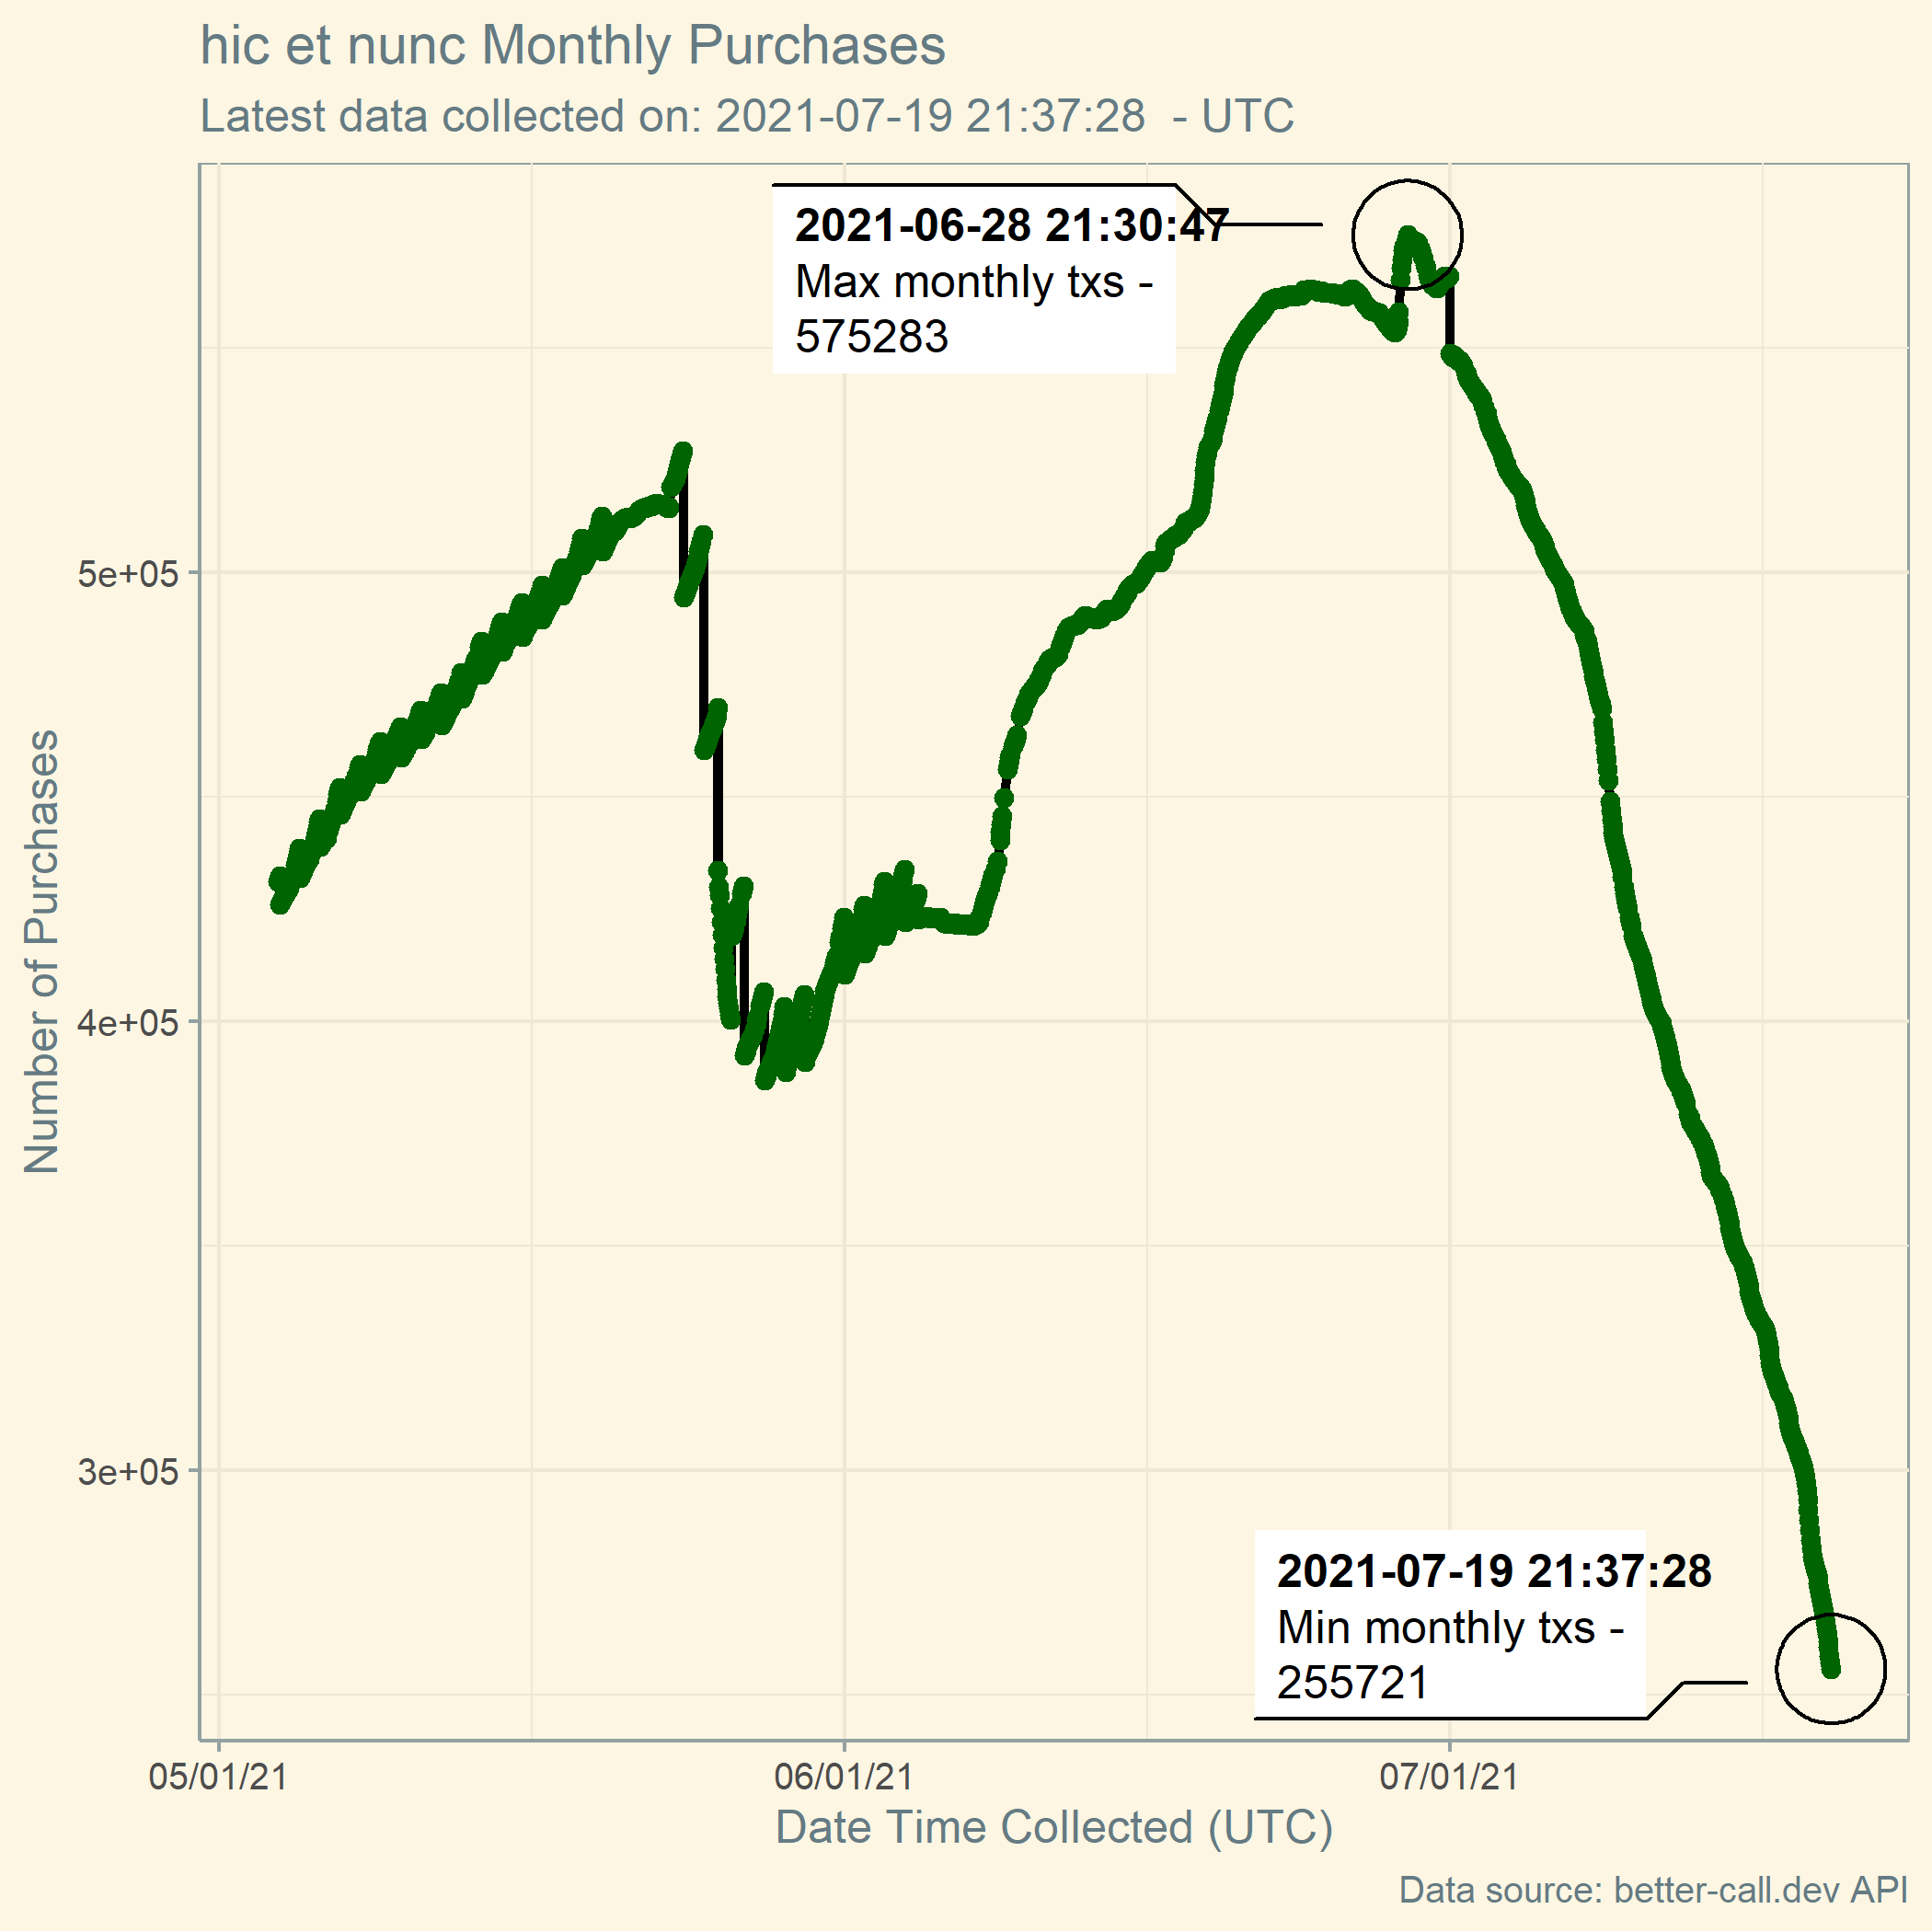 hic et nunc Monthly Purchases
Latest data collected on: 2021-07-19 21:37:28 - UTC
2021-06-28 21:30:47
Max monthly txs -
575283
5e+05
4e+05
3e+05
Number of Purchases
2021-07-19 21:37:28
Min monthly txs -
255721
05/01/21
06/01/21
07/01/21
Date Time Collected (UTC)
Data source: better-call.dev API